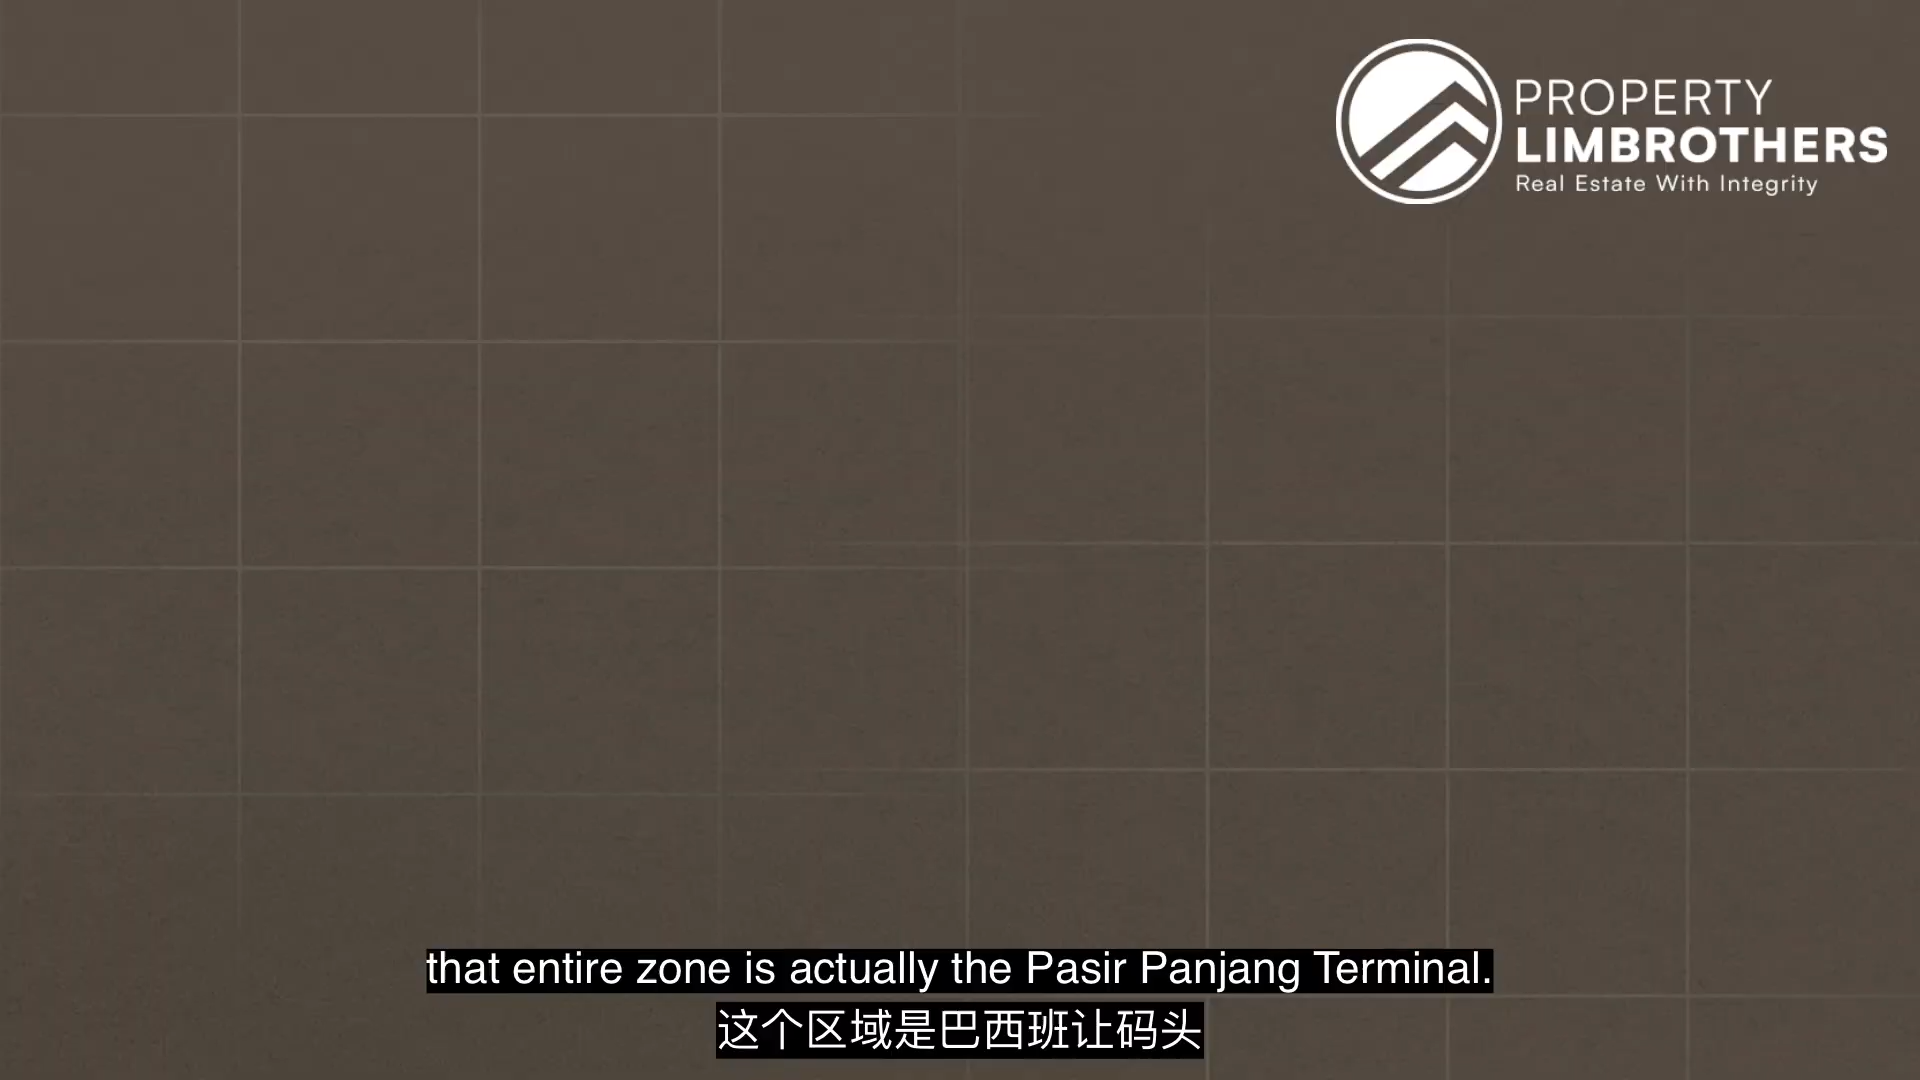 PROPERTY
LIMBROTHERS
Real Estate With Integrity
that entire zone is actually the Pasir Panjang Terminal.
这个区域是巴西班让码头